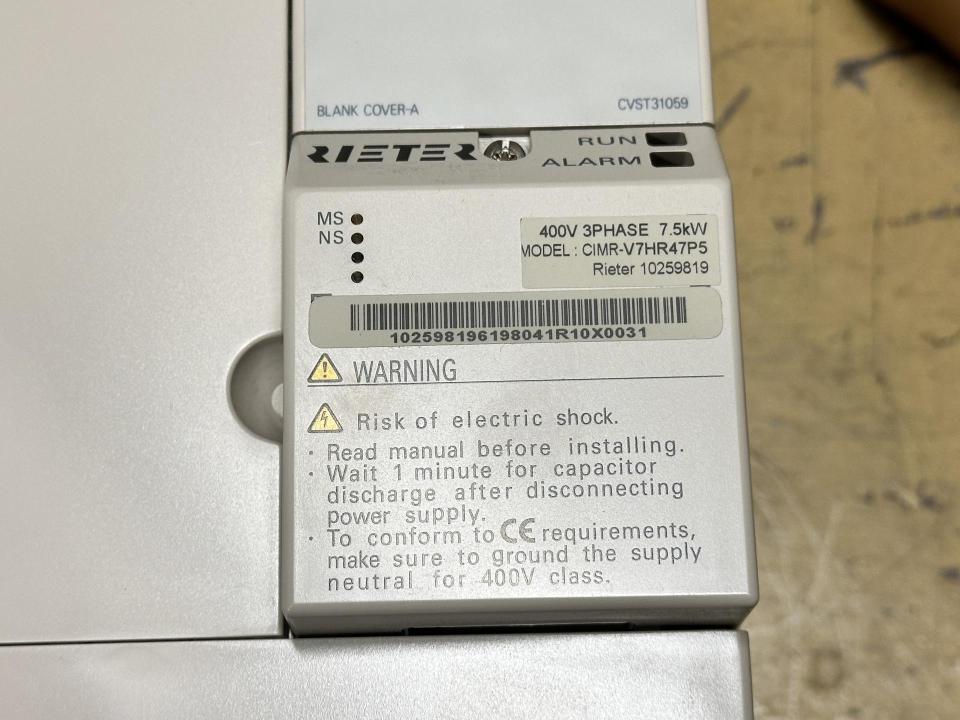 BLANK COVER-A CVST31059
RIETER
RUN
ALARM
MS
NS
400V 3PHASE 7.5kW
MODEL : CIMR-V7HR47P5
Rieter 10259819
102598196198041R10X0031
WARNING
Risk of electric shock.
· Read manual before installing.
· Wait 1 minute for capacitor
discharge after disconnecting
power supply.
· To conform to CE requirements,
make sure to ground the supply
neutral for 400V class.